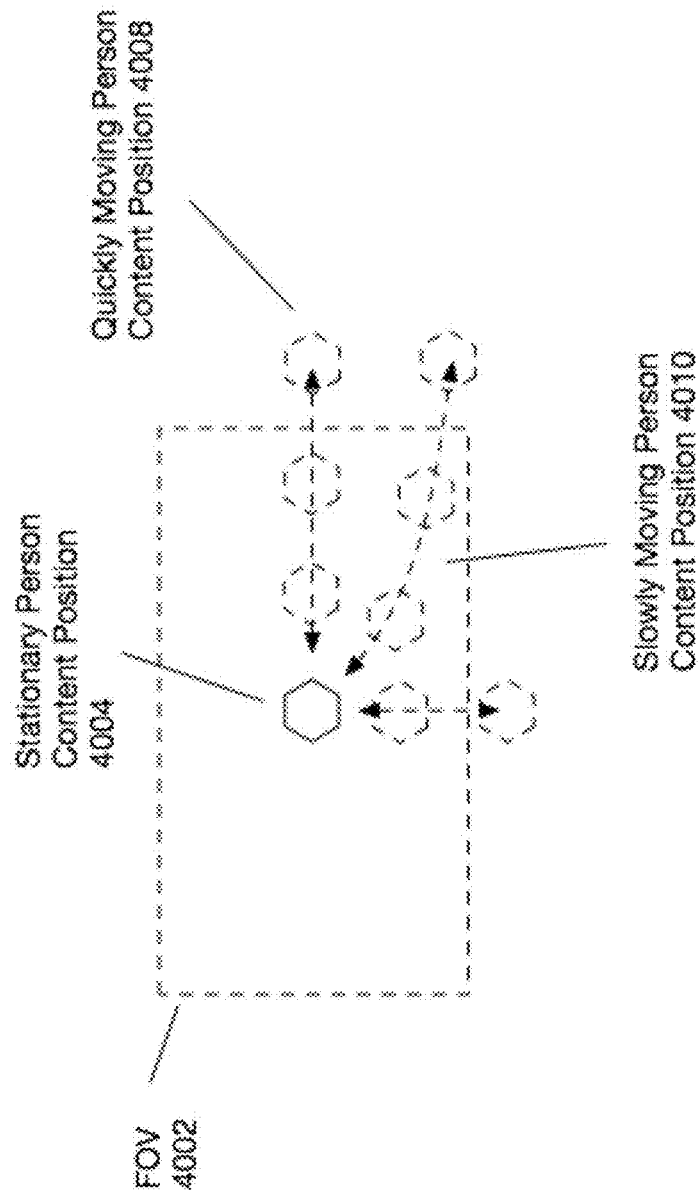 FOV
4002
Stationary Person
Content Position
4004
Quickly Moving Person
Content Position 4008
Slowly Moving Person
Content Position 4010